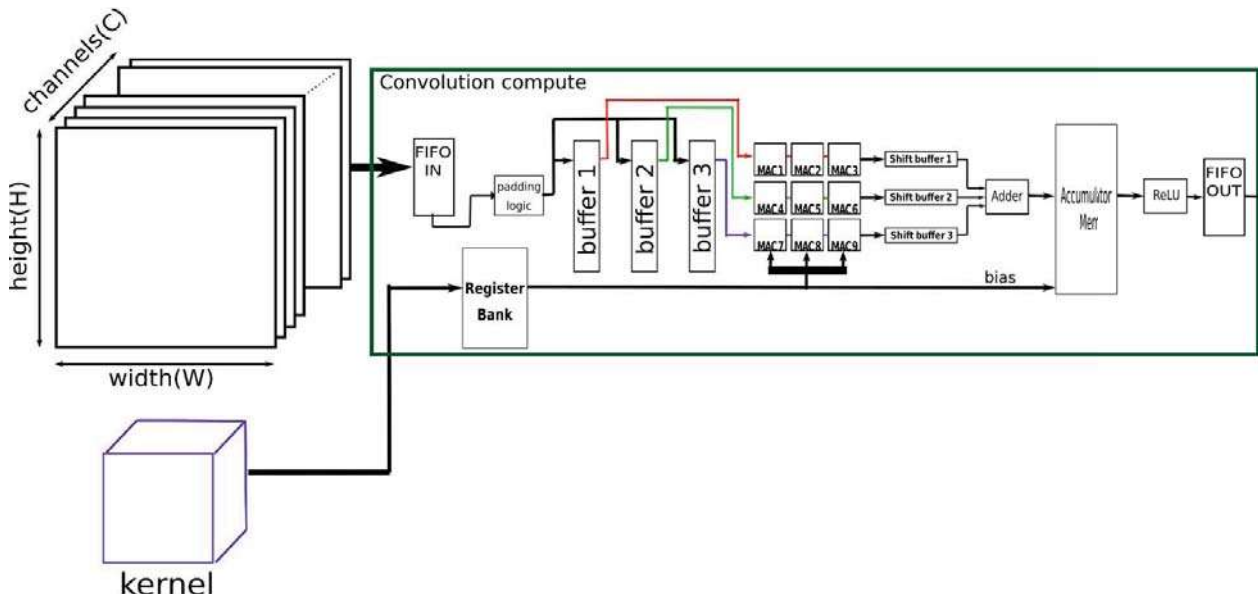 channels(C)
height(H)
width(W)
kernel
Convolution compute
FIFO
IN
padding
logic
buffer 1
buffer 2
buffer 3
Register
Bank
MAC1 MAC2 MAC3
MAC4 MAC5 MAC6
MAC7 MAC8 MAC9
Shift buffer 1
Shift buffer 2
Shift buffer 3
Adder
bias
ReLU
FIFO
OUT